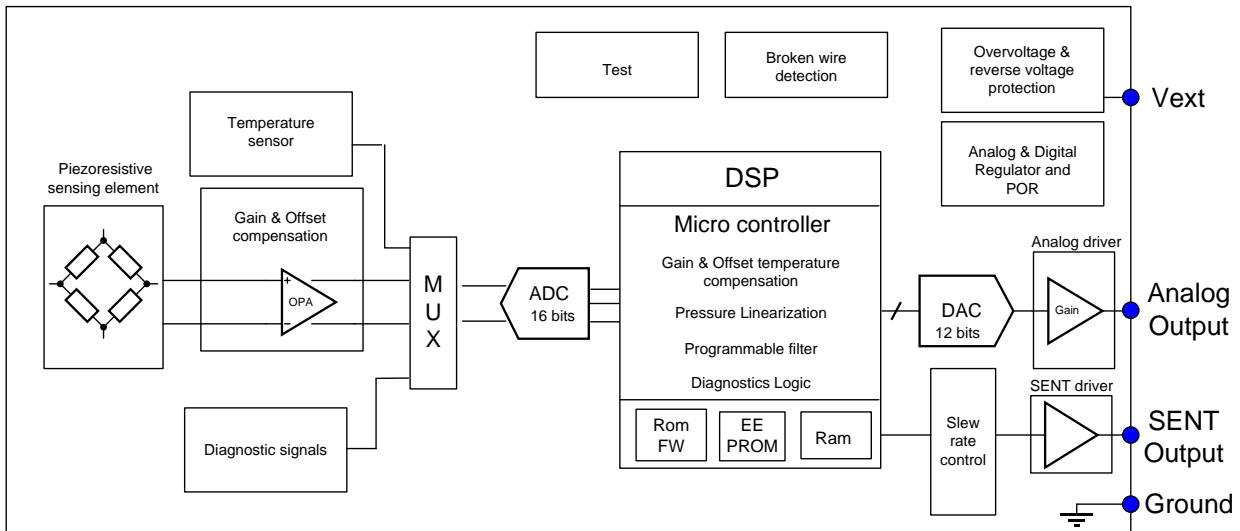 Test
Broken wire
detection
Overvoltage &
reverse voltage
protection
Vext
Temperature
sensor
Analog & Digital
Regulator and
POR
Piezoresistive
sensing element
Gain & Offset
compensation
OPA
+
−
M
U
X
ADC
16 bits
DSP
Micro controller
Gain & Offset temperature
compensation
Pressure Linearization
Programmable filter
Diagnostics Logic
Rom
FW
EE
PROM
Ram
DAC
12 bits
Analog driver
Gain
Analog
Output
Diagnostic signals
Slew
rate
control
SENT driver
SENT
Output
Ground